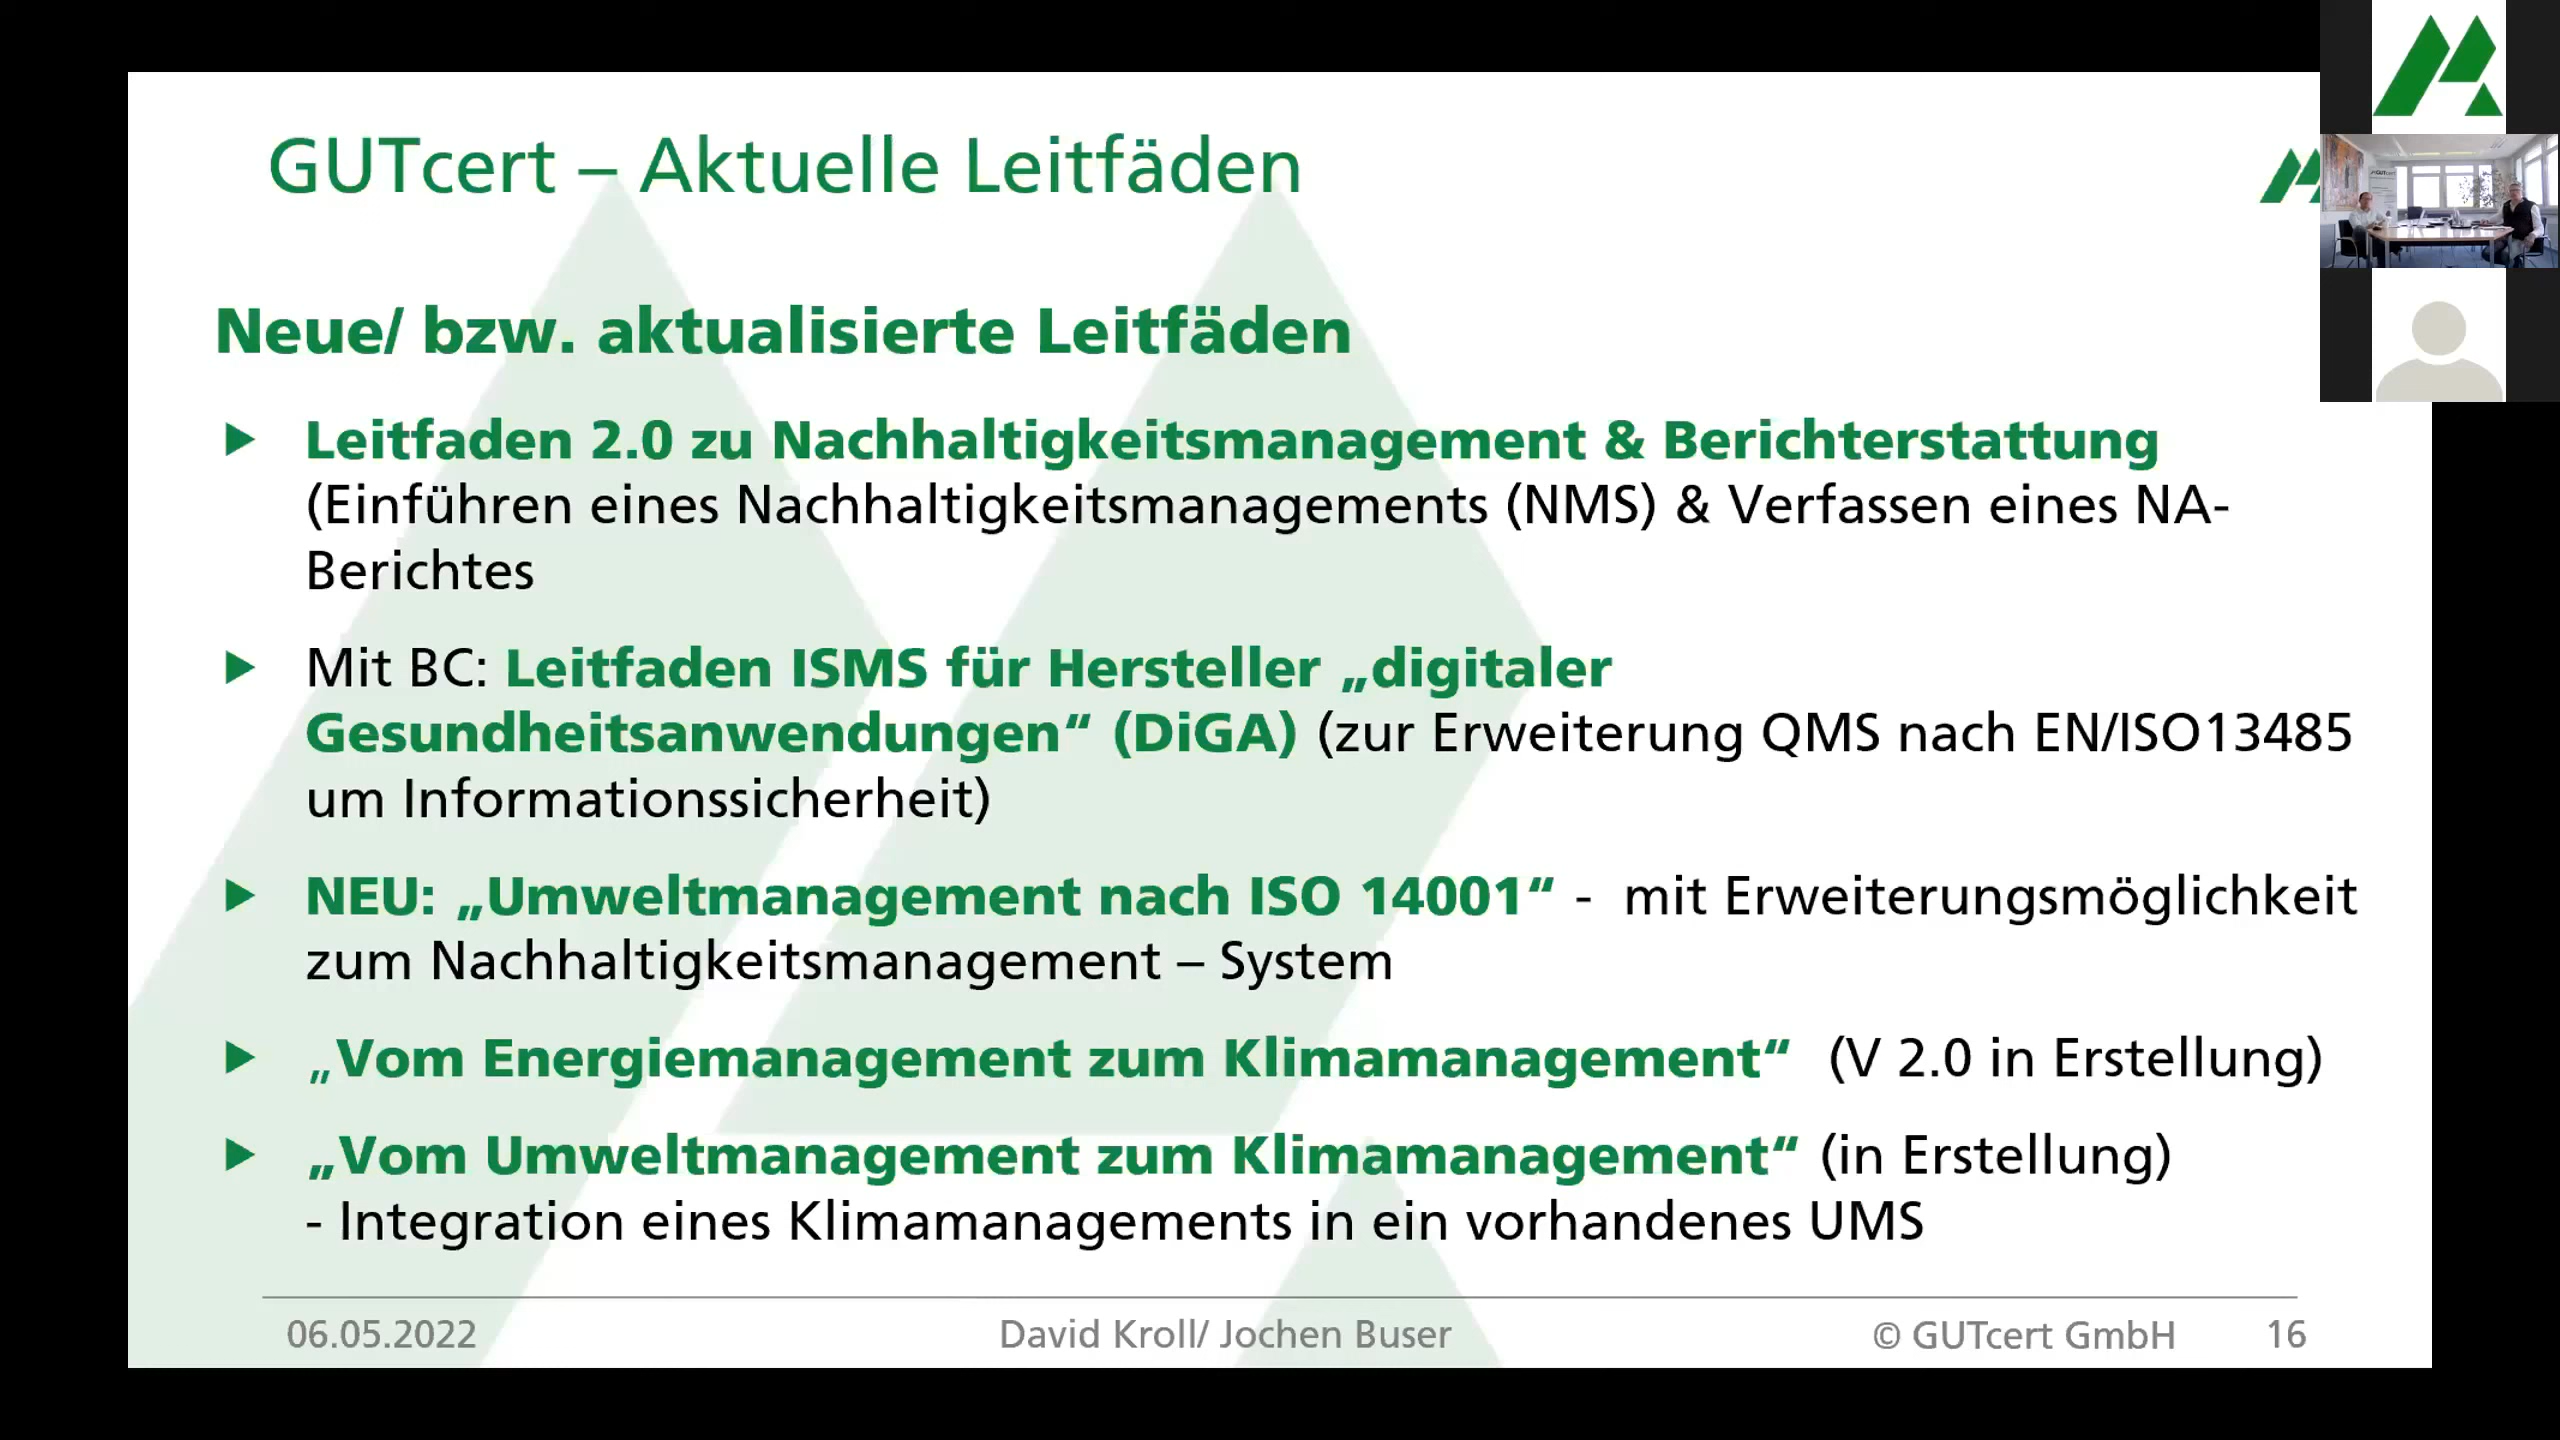 GUTcert – Aktuelle Leitfäden
Neue/ bzw. aktualisierte Leitfäden
Leitfaden 2.0 zu Nachhaltigkeitsmanagement & Berichterstattung
(Einführen eines Nachhaltigkeitsmanagements (NMS) & Verfassen eines NA-
Berichtes
Mit BC: Leitfaden ISMS für Hersteller „digitaler
Gesundheitsanwendungen“ (DiGA) (zur Erweiterung QMS nach EN/ISO13485
um Informationssicherheit)
NEU: „Umweltmanagement nach ISO 14001“ - mit Erweiterungsmöglichkeit
zum Nachhaltigkeitsmanagement – System
„Vom Energiemanagement zum Klimamanagement“ (V 2.0 in Erstellung)
„Vom Umweltmanagement zum Klimamanagement“ (in Erstellung)
- Integration eines Klimamanagements in ein vorhandenes UMS
06.05.2022 David Kroll/ Jochen Buser © GUTcert GmbH 16